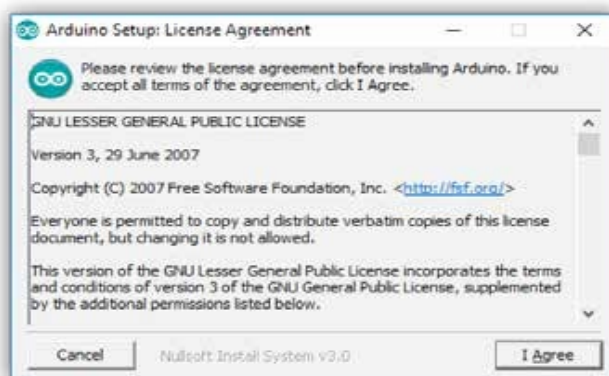 Arduino Setup: License Agreement
Please review the license agreement before installing Arduino. If you
accept all terms of the agreement, click I Agree.
GNU LESSER GENERAL PUBLIC LICENSE
Version 3, 29 June 2007
Copyright (C) 2007 Free Software Foundation, Inc. <http://fsf.org/>
Everyone is permitted to copy and distribute verbatim copies of this license
document, but changing it is not allowed.
This version of the GNU Lesser General Public License incorporates the terms
and conditions of version 3 of the GNU General Public License, supplemented
by the additional permissions listed below.
Cancel Nullsoft Install System v3.0 I Agree